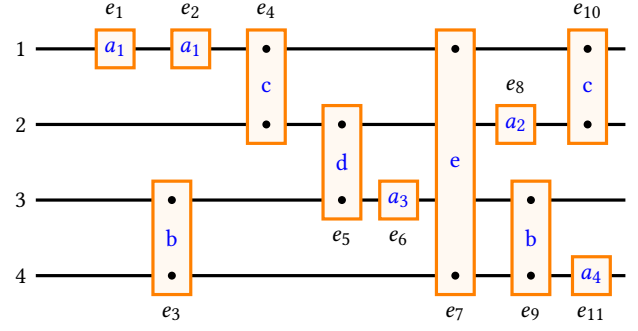 e₁ e₂ e₄ e₁₀
1 a₁ a₁
c c
e₈
2 a₂
d e
3 a₃
b e₅ e₆ b
4 a₄
e₃ e₇ e₉ e₁₁